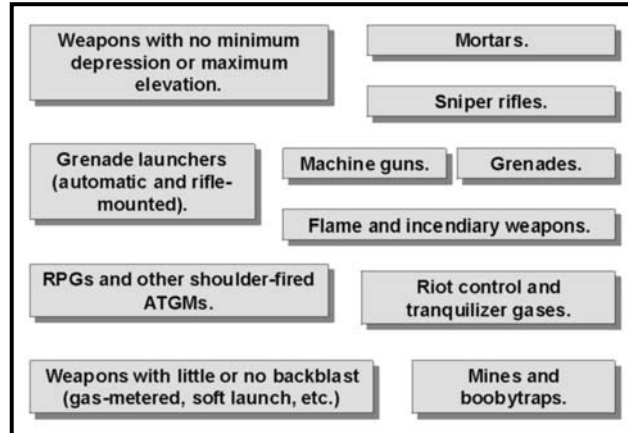 Weapons with no minimum
depression or maximum
elevation.
Mortars.
Sniper rifles.
Grenade launchers
(automatic and rifle-
mounted).
Machine guns.
Grenades.
Flame and incendiary weapons.
RPGs and other shoulder-fired
ATGMs.
Riot control and
tranquilizer gases.
Weapons with little or no backblast
(gas-metered, soft launch, etc.)
Mines and
boobytraps.